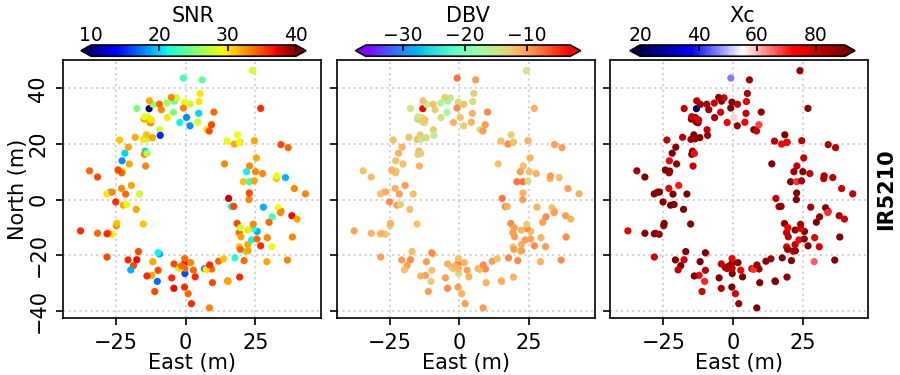 SNR
10 20 30 40
DBV
−30 −20 −10
Xc
20 40 60 80
North (m)
40
20
0
−20
−40
−25 0 25
East (m)
−25 0 25
East (m)
−25 0 25
East (m)
IR5210